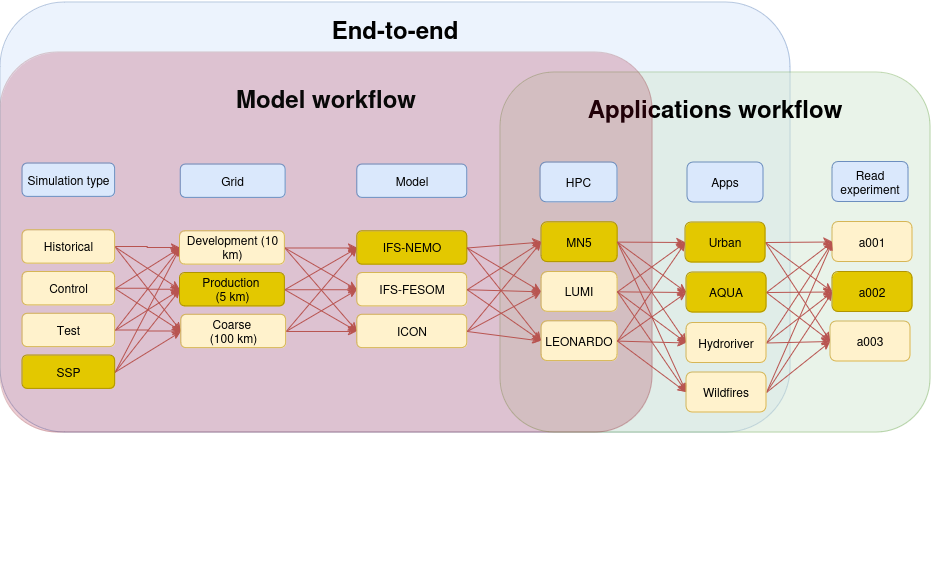 End-to-end
Model workflow
Applications workflow
Simulation type
Grid
Model
HPC
Apps
Read
experiment
Historical
Control
Test
SSP
Development (10
km)
Production
(5 km)
Coarse
(100 km)
IFS-NEMO
IFS-FESOM
ICON
MN5
LUMI
LEONARDO
Urban
AQUA
Hydroriver
Wildfires
a001
a002
a003